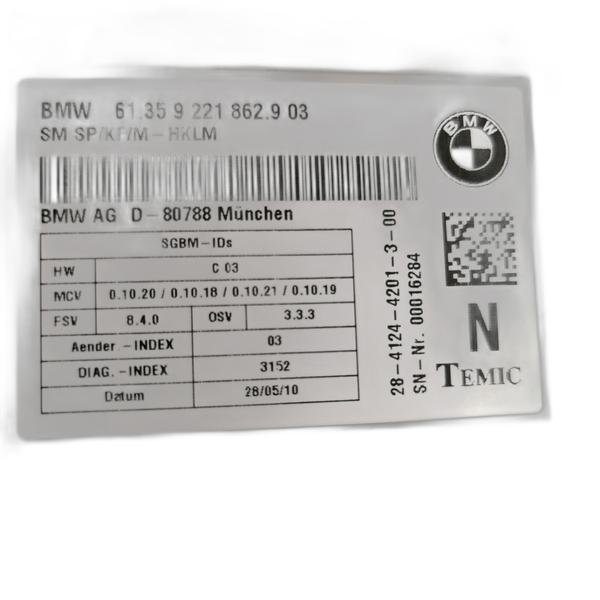 BMW 61.35 9 221 862.9 03
SM SP/KF/M-HKLM
BMW
BMW AG D-80788 München
SGBM-IDs
HW C 03
MCV 0.10.20 / 0.10.18 / 0.10.21 / 0.10.19
FSV 8.4.0 OSV 3.3.3
Aender.-INDEX 03
DIAG.-INDEX 3152
Datum 28/05/10
28-4124-4201-3-00
SN-Nr. 00016284
N
TEMIC